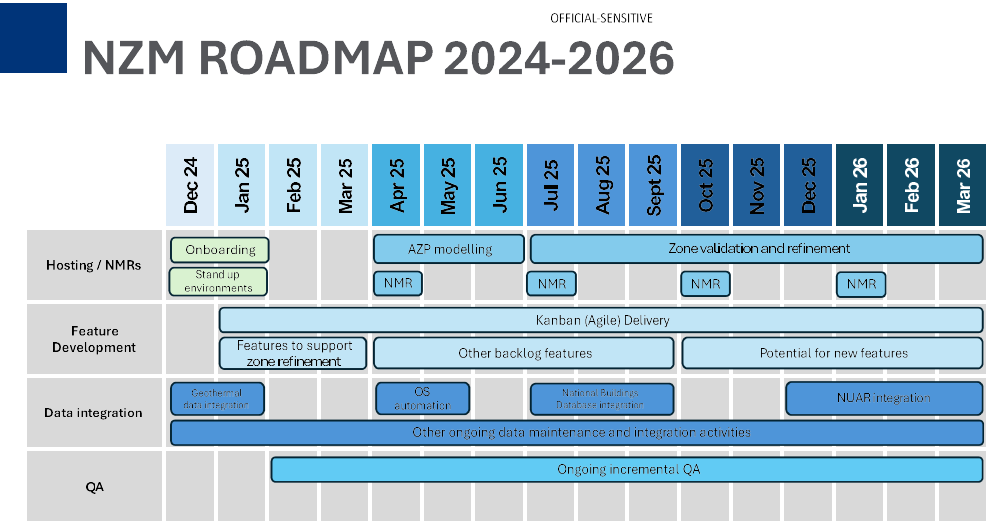 OFFICIAL-SENSITIVE
NZM ROADMAP 2024-2026
Dec 24
Jan 25
Feb 25
Mar 25
Apr 25
May 25
Jun 25
Jul 25
Aug 25
Sept 25
Oct 25
Nov 25
Dec 25
Jan 26
Feb 26
Mar 26
Hosting / NMRs
Onboarding
AZP modelling
Zone validation and refinement
Stand up
environments
NMR
NMR
NMR
NMR
Feature
Development
Kanban (Agile) Delivery
Features to support
zone refinement
Other backlog features
Potential for new features
Data integration
Geothermal
data integration
OS
automation
National Buildings
Database integration
NUAR integration
Other ongoing data maintenance and integration activities
QA
Ongoing incremental QA